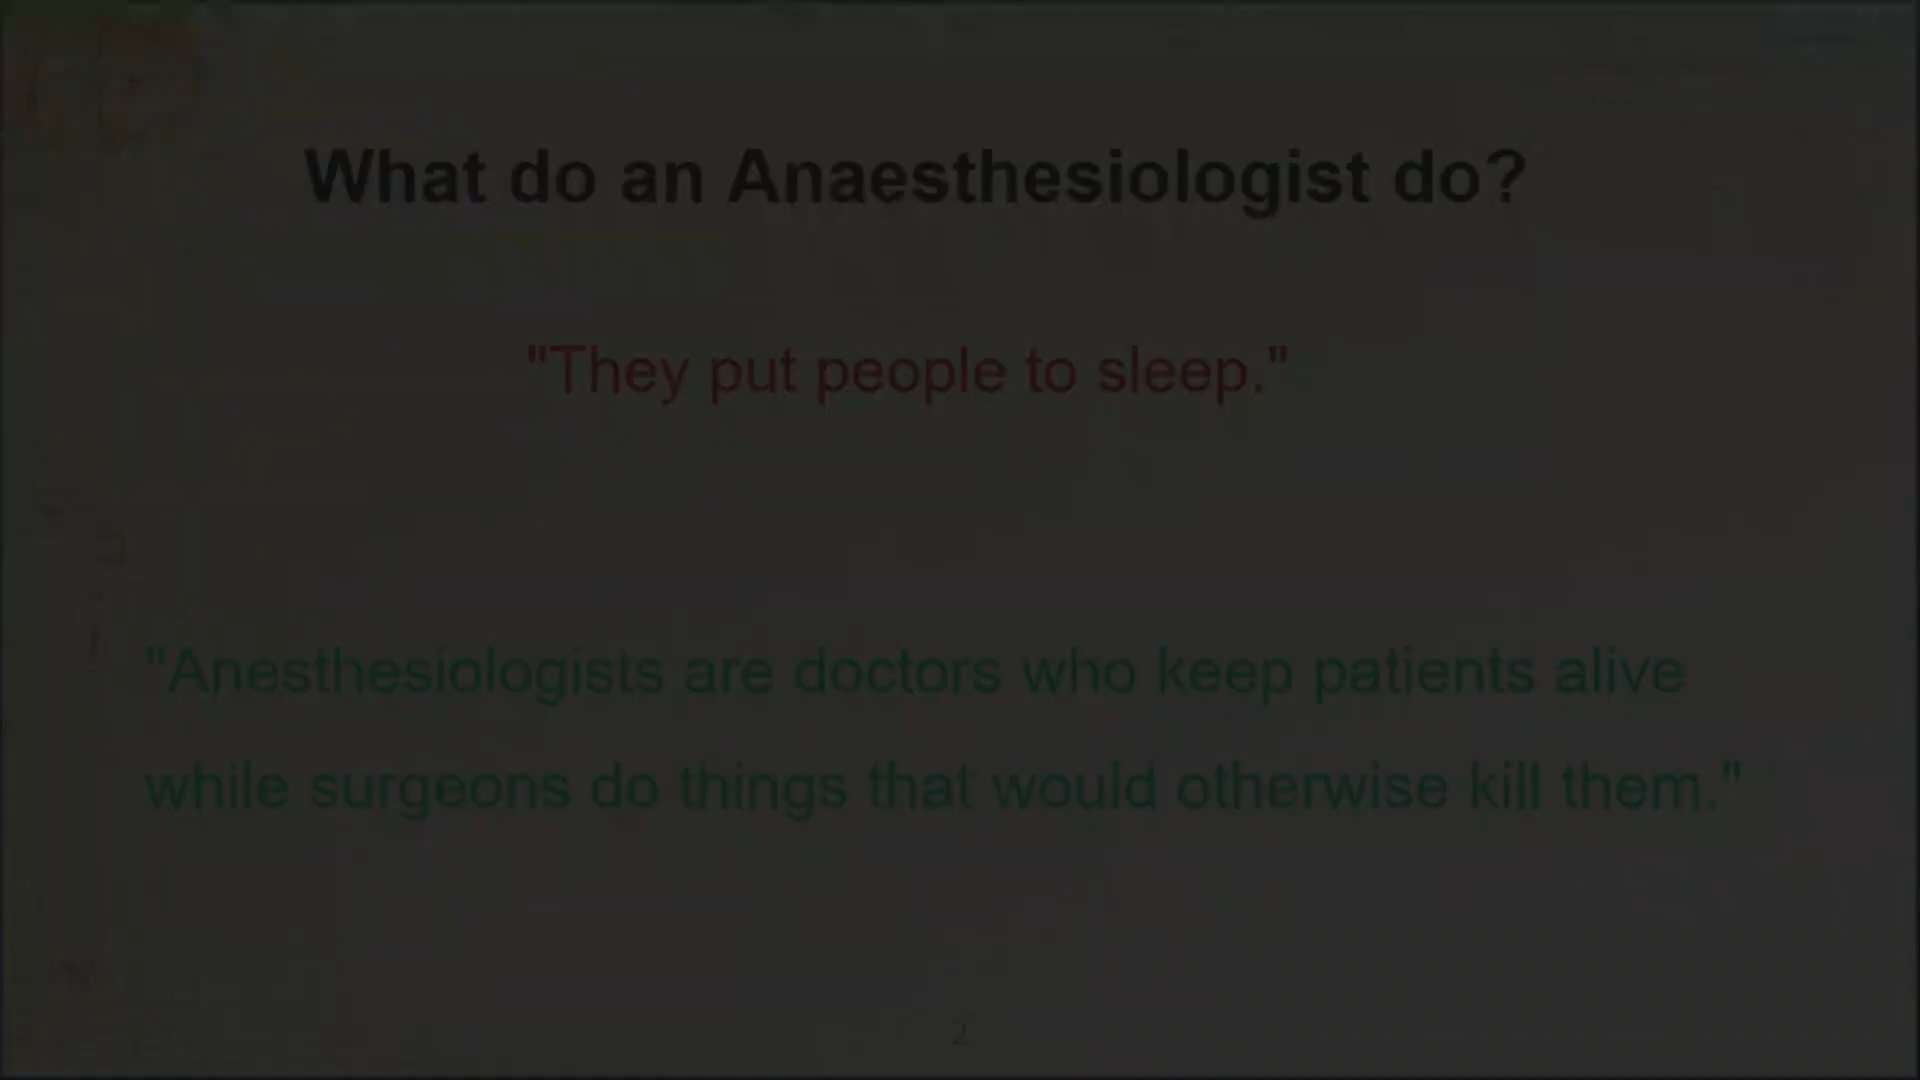 What do an Anaesthesiologist do?
"They put people to sleep."
"Anesthesiologists are doctors who keep patients alive
while surgeons do things that would otherwise kill them."
2